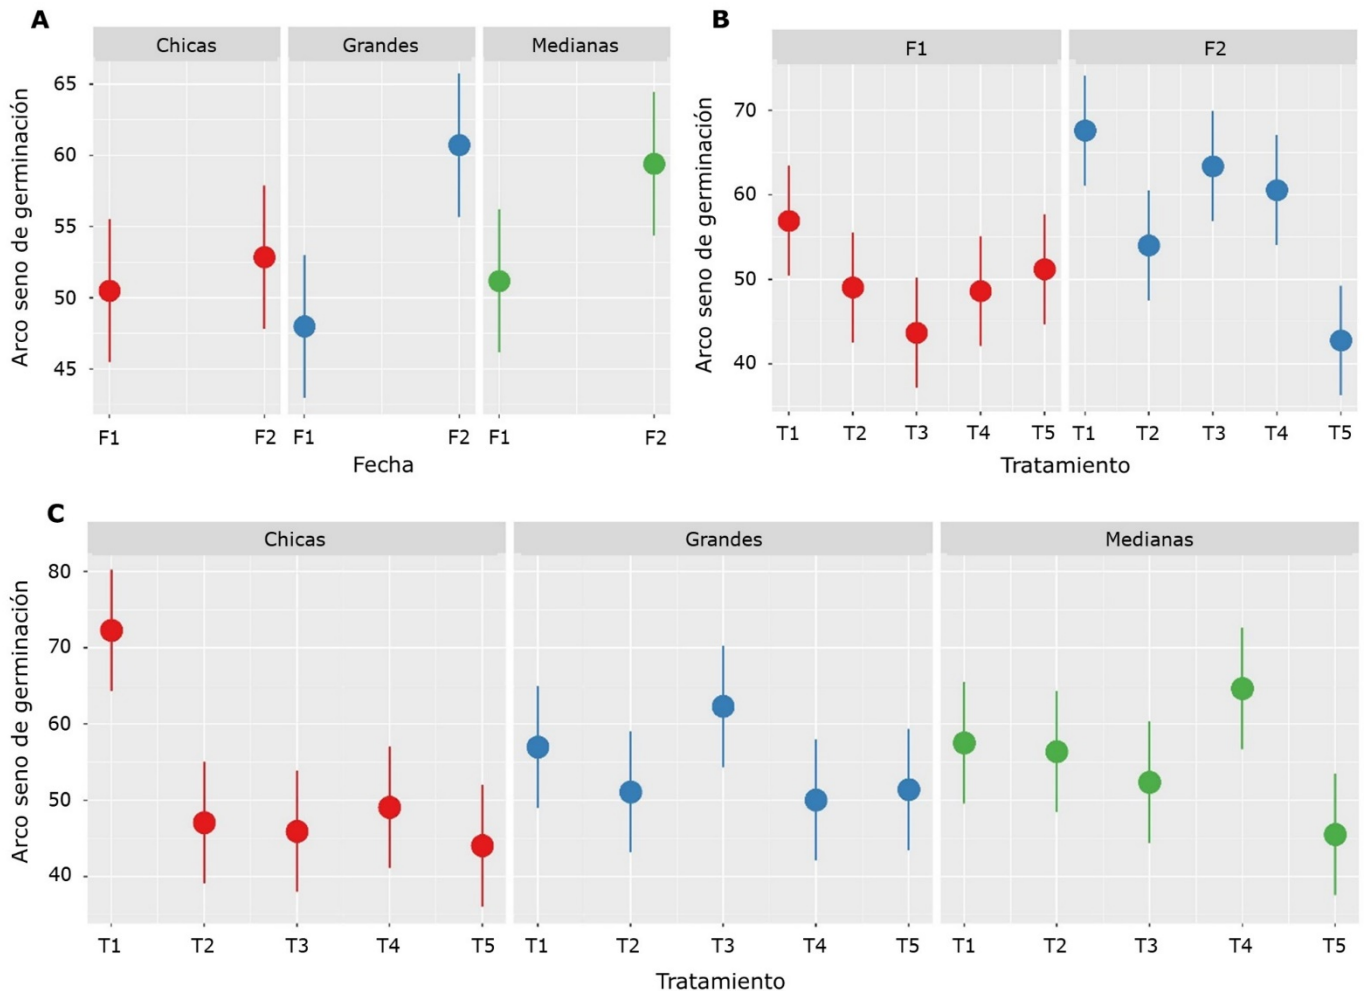 A
Chicas Grandes Medianas
Arco seno de germinación
65
60
55
50
45
F1 F2 F1 F2 F1 F2
Fecha
B
F1 F2
Arco seno de germinación
70
60
50
40
T1 T2 T3 T4 T5 T1 T2 T3 T4 T5
Tratamiento
C
Chicas Grandes Medianas
Arco seno de germinación
80
70
60
50
40
T1 T2 T3 T4 T5 T1 T2 T3 T4 T5 T1 T2 T3 T4 T5
Tratamiento